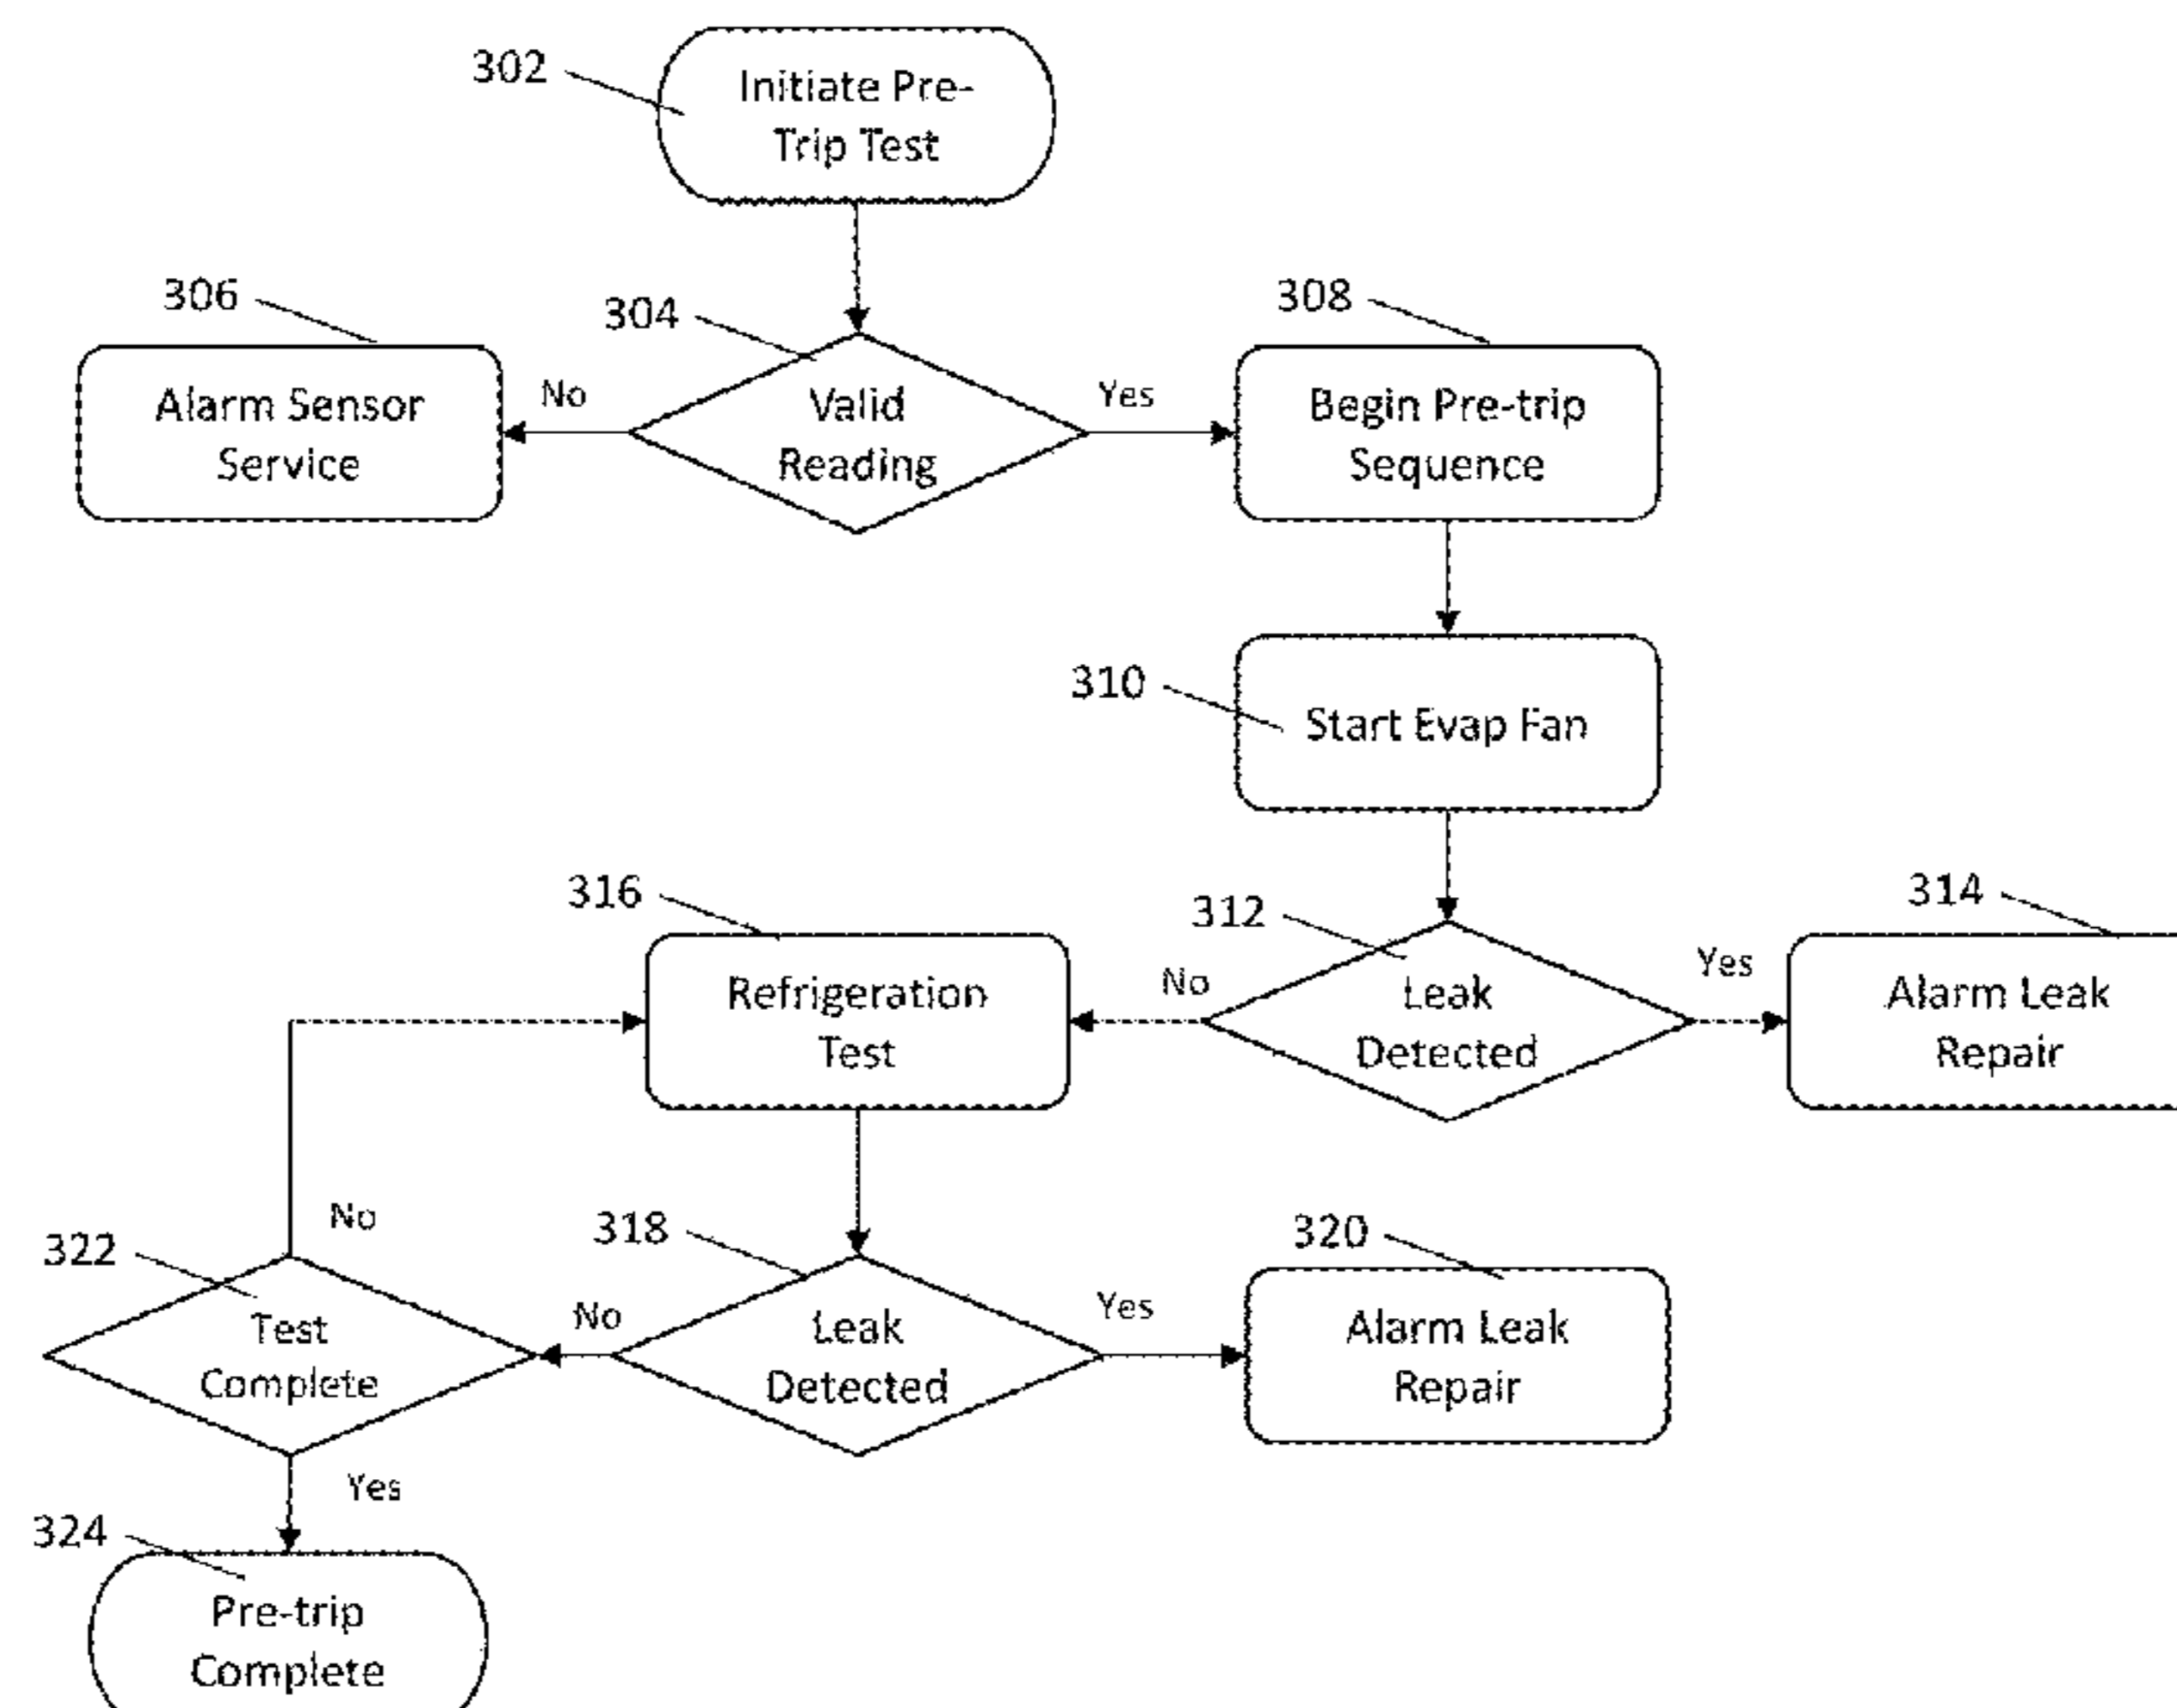 302
Initiate Pre-
Trip Test
306
304
308
Alarm Sensor
Service
No
Valid
Reading
Yes
Begin Pre-trip
Sequence
310
Start Evap Fan
316
312
314
Refrigeration
Test
No
Leak
Detected
Yes
Alarm Leak
Repair
No
322
318
320
Test
Complete
No
Leak
Detected
Yes
Alarm Leak
Repair
Yes
324
Pre-trip
Complete